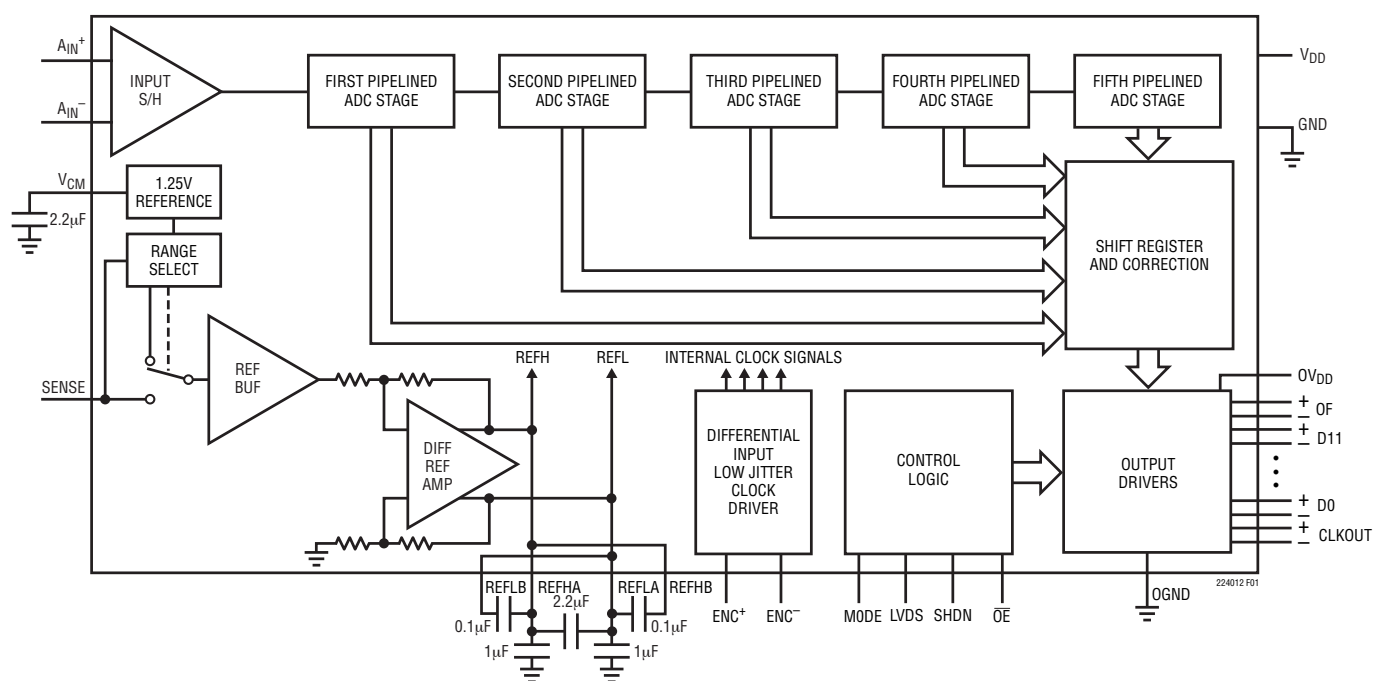 AIN+
AIN−
INPUT
S/H
FIRST PIPELINED
ADC STAGE
SECOND PIPELINED
ADC STAGE
THIRD PIPELINED
ADC STAGE
FOURTH PIPELINED
ADC STAGE
FIFTH PIPELINED
ADC STAGE
VDD
GND
VCM
2.2μF
1.25V
REFERENCE
RANGE
SELECT
SHIFT REGISTER
AND CORRECTION
SENSE
REF
BUF
REFH
REFL
INTERNAL CLOCK SIGNALS
DIFF
REF
AMP
DIFFERENTIAL
INPUT
LOW JITTER
CLOCK
DRIVER
CONTROL
LOGIC
OUTPUT
DRIVERS
OVDD
+
−
OF
+
−
D11
+
−
D0
+
−
CLKOUT
224012 F01
REFLB
REFHA
REFLA
REFHB
2.2μF
0.1μF
0.1μF
1μF
1μF
ENC+
ENC−
MODE
LVDS
SHDN
O̅E̅
OGND